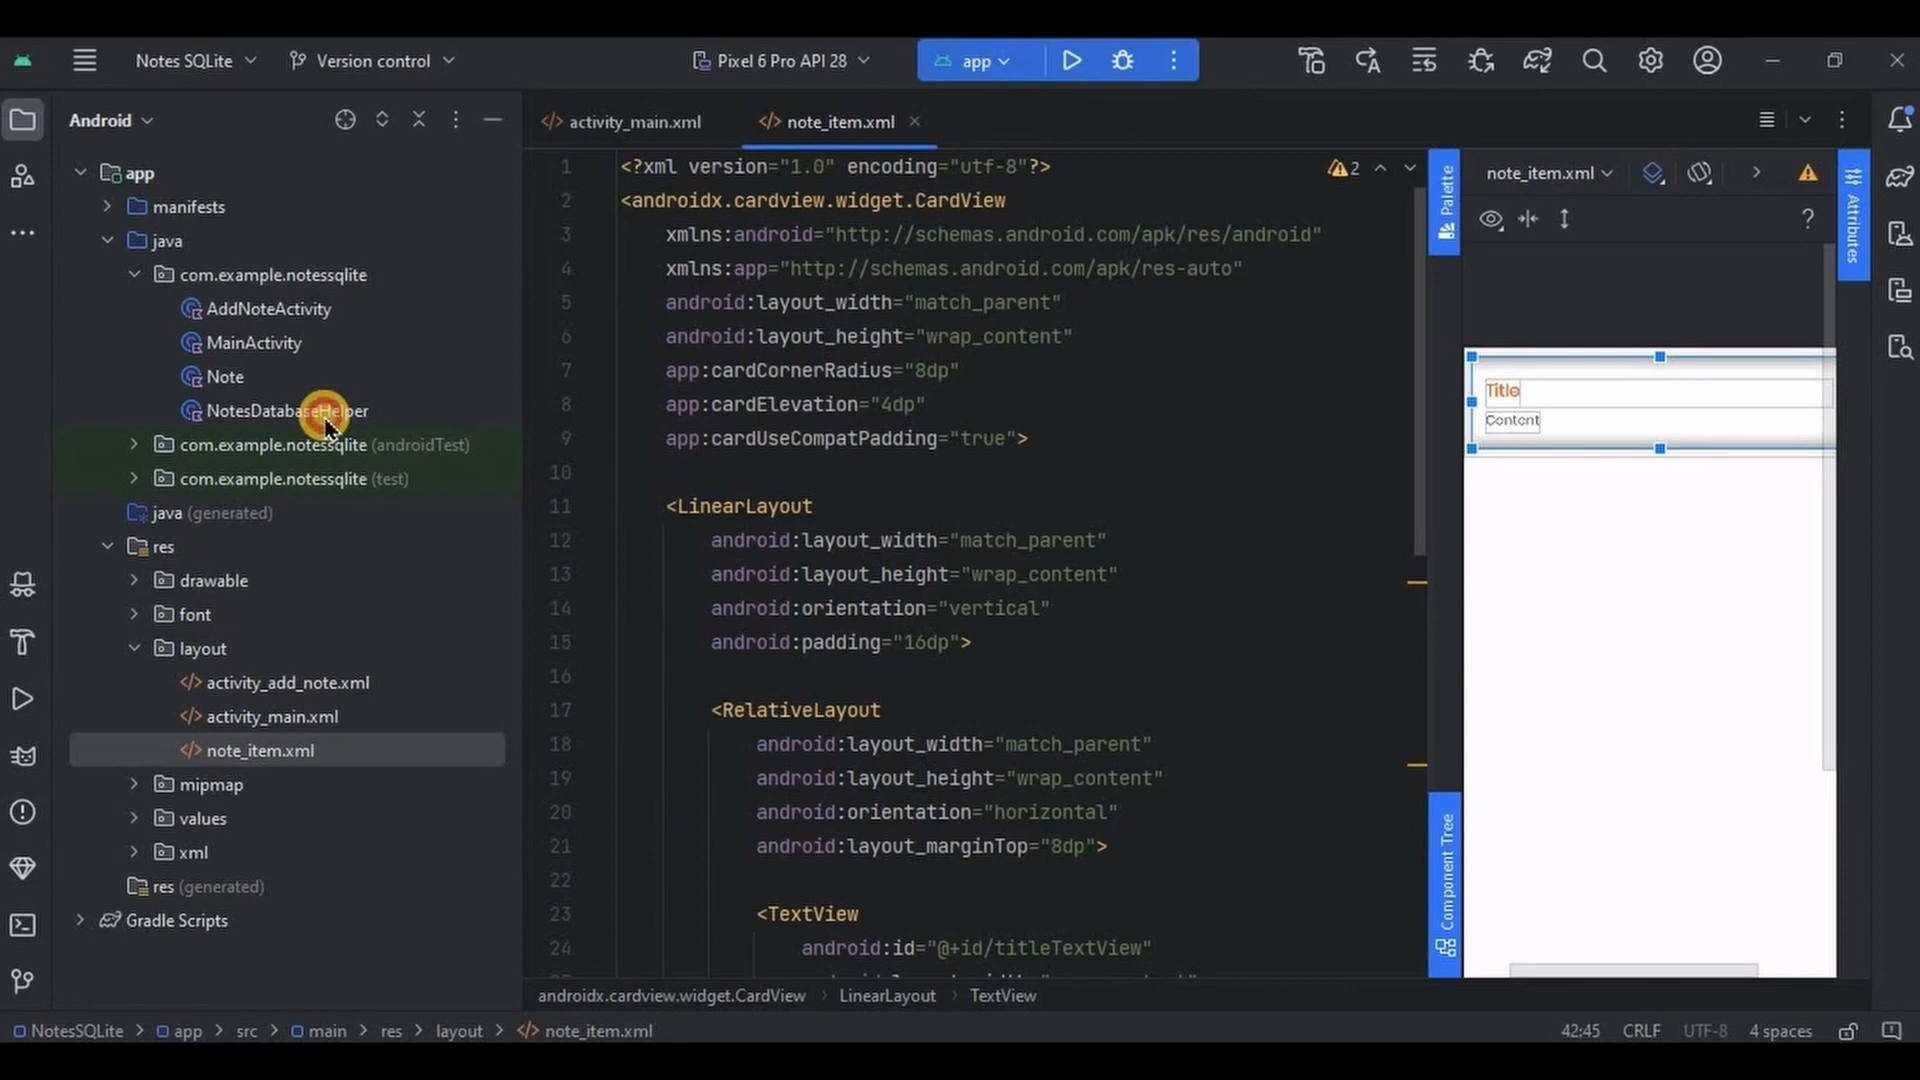 Notes SQLite
Version control
Pixel 6 Pro API 28
app
Android
activity_main.xml
note_item.xml
app
manifests
java
com.example.notessqlite
AddNoteActivity
MainActivity
Note
NotesDatabaseHelper
com.example.notessqlite (androidTest)
com.example.notessqlite (test)
java (generated)
res
drawable
font
layout
activity_add_note.xml
activity_main.xml
note_item.xml
mipmap
values
xml
res (generated)
Gradle Scripts
1 <?xml version="1.0" encoding="utf-8"?>
2 <androidx.cardview.widget.CardView
3 xmlns:android="http://schemas.android.com/apk/res/android"
4 xmlns:app="http://schemas.android.com/apk/res-auto"
5 android:layout_width="match_parent"
6 android:layout_height="wrap_content"
7 app:cardCornerRadius="8dp"
8 app:cardElevation="4dp"
9 app:cardUseCompatPadding="true">
10
11 <LinearLayout
12 android:layout_width="match_parent"
13 android:layout_height="wrap_content"
14 android:orientation="vertical"
15 android:padding="16dp">
16
17 <RelativeLayout
18 android:layout_width="match_parent"
19 android:layout_height="wrap_content"
20 android:orientation="horizontal"
21 android:layout_marginTop="8dp">
22
23 <TextView
24 android:id="@+id/titleTextView"
2
Palette
Component Tree
note_item.xml
Attributes
Title
Content
androidx.cardview.widget.CardView
LinearLayout
TextView
NotesSQLite
app
src
main
res
layout
note_item.xml
42:45
CRLF
UTF-8
4 spaces